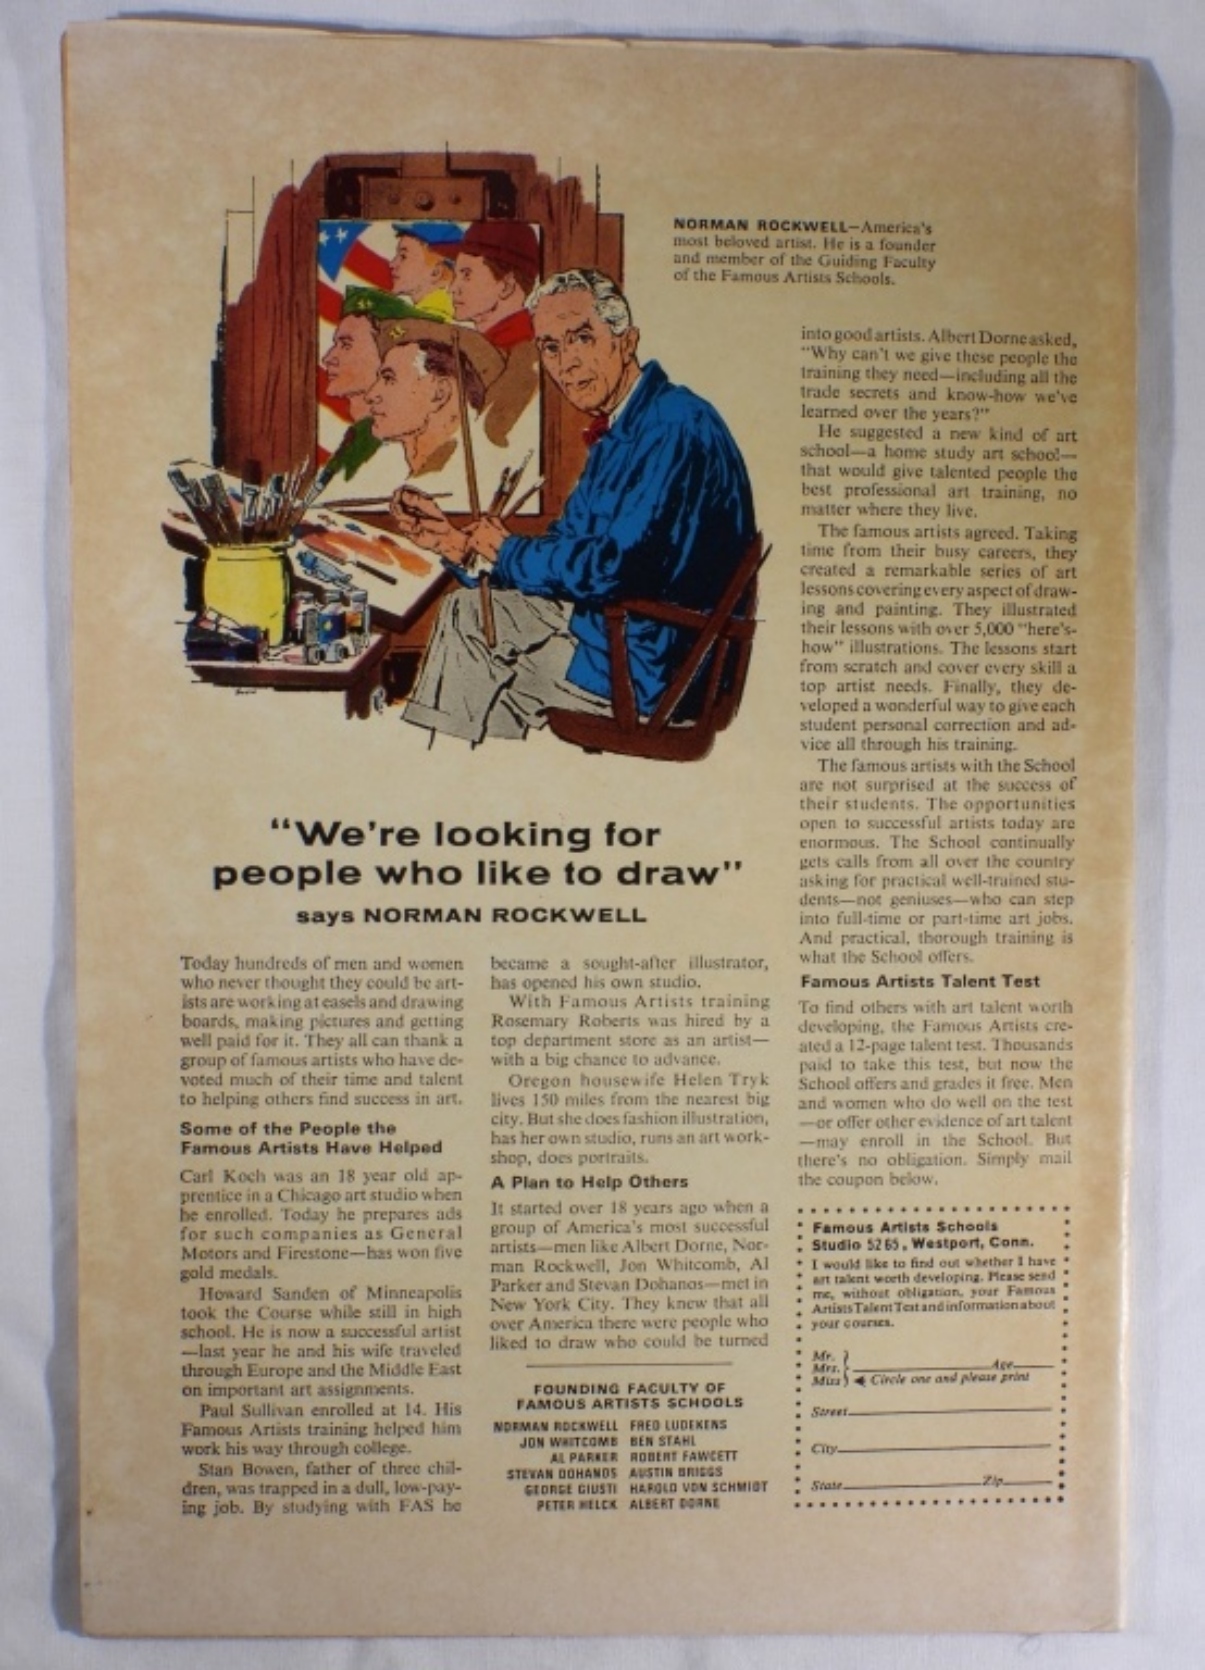 NORMAN ROCKWELL—America's
most beloved artist. He is a founder
and member of the Guiding Faculty
of the Famous Artists Schools.
"We're looking for
people who like to draw"
says NORMAN ROCKWELL
Today hundreds of men and women
who never thought they could be art-
ists are working at easels and drawing
boards, making pictures and getting
well paid for it. They all can thank a
group of famous artists who have de-
voted much of their time and talent
to helping others find success in art.
Some of the People the
Famous Artists Have Helped
Carl Koch was an 18 year old ap-
prentice in a Chicago art studio when
he enrolled. Today he prepares ads
for such companies as General
Motors and Firestone—has won five
gold medals.
Howard Sanden of Minneapolis
took the Course while still in high
school. He is now a successful artist
—last year he and his wife traveled
through Europe and the Middle East
on important art assignments.
Paul Sullivan enrolled at 14. His
Famous Artists training helped him
work his way through college.
Stan Bowen, father of three chil-
dren, was trapped in a dull, low-pay-
ing job. By studying with FAS he
became a sought-after illustrator,
has opened his own studio.
With Famous Artists training
Rosemary Roberts was hired by a
top department store as an artist—
with a big chance to advance.
Oregon housewife Helen Tryk
lives 150 miles from the nearest big
city. But she does fashion illustration,
has her own studio, runs an art work-
shop, does portraits.
A Plan to Help Others
It started over 18 years ago when a
group of America's most successful
artists—men like Albert Dorne, Nor-
man Rockwell, Jon Whitcomb, Al
Parker and Stevan Dohanos—met in
New York City. They knew that all
over America there were people who
liked to draw who could be turned
FOUNDING FACULTY OF
FAMOUS ARTISTS SCHOOLS
NORMAN ROCKWELL FRED LUDEKENS
JON WHITCOMB BEN STAHL
AL PARKER ROBERT FAWCETT
STEVAN DOHANOS AUSTIN BRIGGS
GEORGE GIUSTI HAROLD VON SCHMIDT
PETER HELCK ALBERT DORNE
into good artists. Albert Dorne asked,
"Why can't we give these people the
training they need—including all the
trade secrets and know-how we've
learned over the years?"
He suggested a new kind of art
school—a home study art school—
that would give talented people the
best professional art training, no
matter where they live.
The famous artists agreed. Taking
time from their busy careers, they
created a remarkable series of art
lessons covering every aspect of draw-
ing and painting. They illustrated
their lessons with over 5,000 "here's-
how" illustrations. The lessons start
from scratch and cover every skill a
top artist needs. Finally, they de-
veloped a wonderful way to give each
student personal correction and ad-
vice all through his training.
The famous artists with the School
are not surprised at the success of
their students. The opportunities
open to successful artists today are
enormous. The School continually
gets calls from all over the country
asking for practical well-trained stu-
dents—not geniuses—who can step
into full-time or part-time art jobs.
And practical, thorough training is
what the School offers.
Famous Artists Talent Test
To find others with art talent worth
developing, the Famous Artists cre-
ated a 12-page talent test. Thousands
paid to take this test, but now the
School offers and grades it free. Men
and women who do well on the test
—or offer other evidence of art talent
—may enroll in the School. But
there's no obligation. Simply mail
the coupon below.
Famous Artists Schools
Studio 5265, Westport, Conn.
I would like to find out whether I have
art talent worth developing. Please send
me, without obligation, your Famous
Artists Talent Test and information about
your courses.
Mr.
Mrs. Age
Miss Circle one and please print
Street
City
State Zip